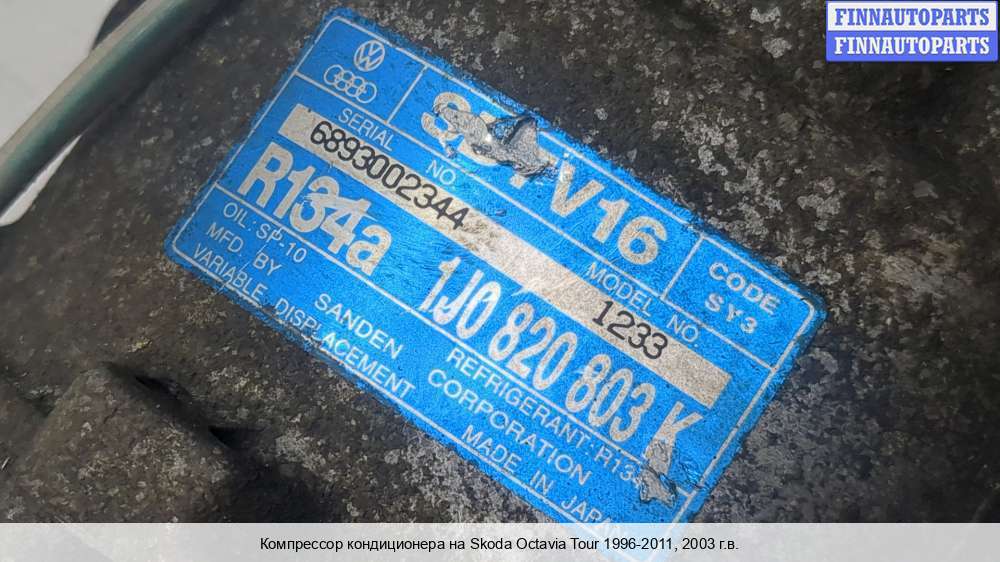 FINNAUTOPARTS
FINNAUTOPARTS
V16
CODE
SY3
SERIAL NO.
MODEL NO.
6893002344
1233
R134a
1J0 820 803 K
OIL: SP-10
REFRIGERANT: R134
MFD. BY SANDEN CORPORATION
VARIABLE DISPLACEMENT
MADE IN JAPAN
Компрессор кондиционера на Skoda Octavia Tour 1996-2011, 2003 г.в.